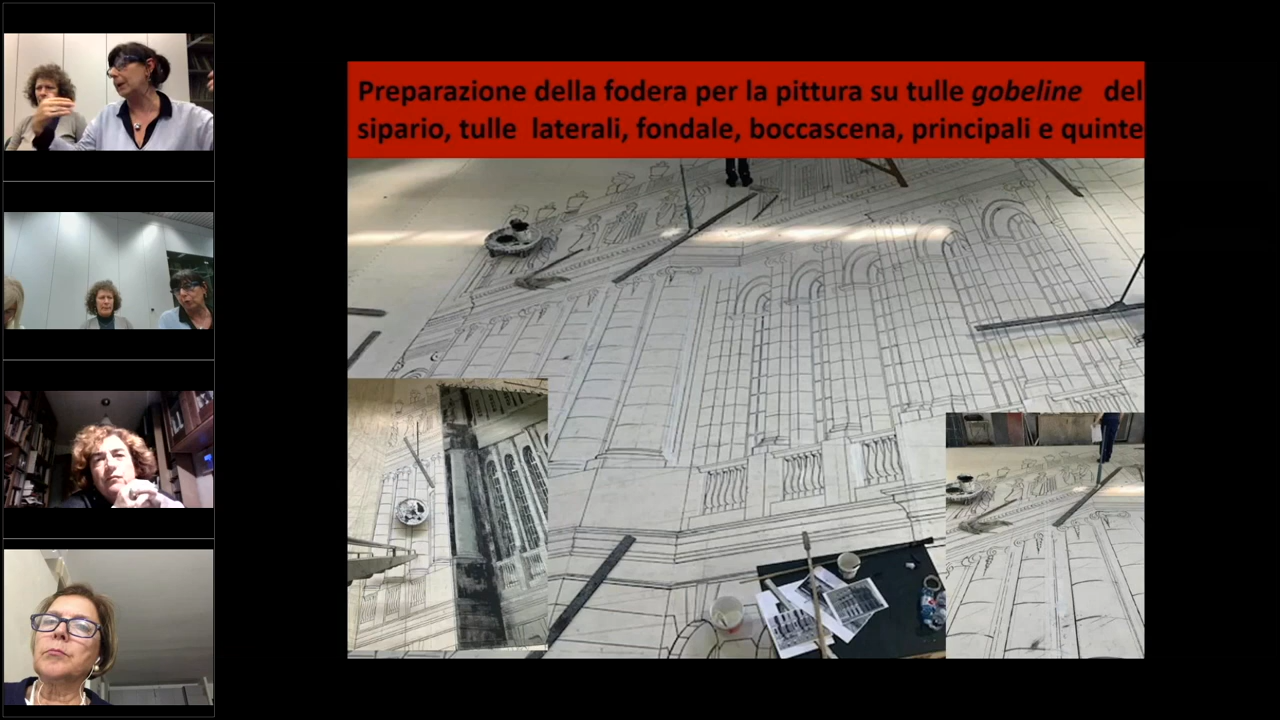 Preparazione della fodera per la pittura su tulle gobeline del
sipario, tulle laterali, fondale, boccascena, principali e quinte